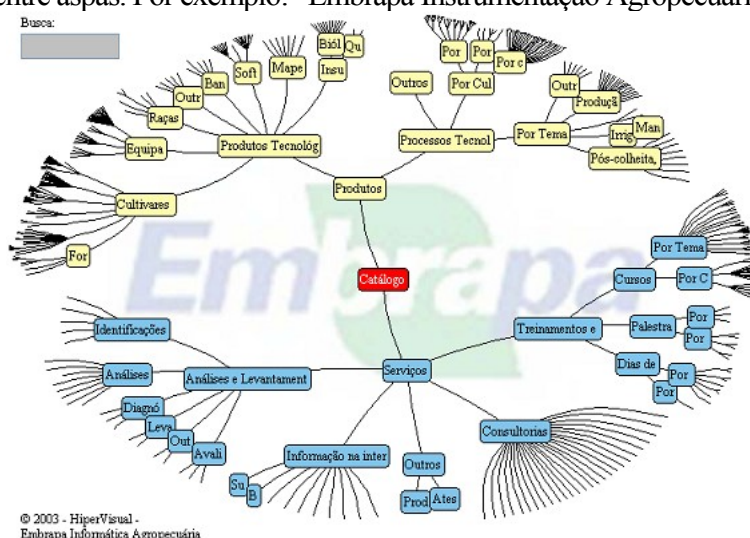 entre aspas. Por exemplo: "Embrapa Instrumentação Agropecuári
Busca:
Biól
Qu
Por
Por
Por c
Soft
Mape
Insu
Ban
Outros
Por Cul
Outr
Outr
Produçã
Raças
Equipa
Produtos Tecnológ
Processos Tecnol
Por Tema
Irrig
Man
Pós-colheita,
Produtos
Cultivares
For
Embrapa
Catálogo
Por Tema
Cursos
Por C
Identificações
Treinamentos e
Palestra
Por
Por
Análises
Análises e Levantament
Serviços
Dias de
Por
Por
Diagnó
Leva
Out
Avali
Consultorias
Informação na inter
Outros
Su
B
Prod
Ates
© 2003 - HiperVisual -
Embrapa Informática Agropecuária